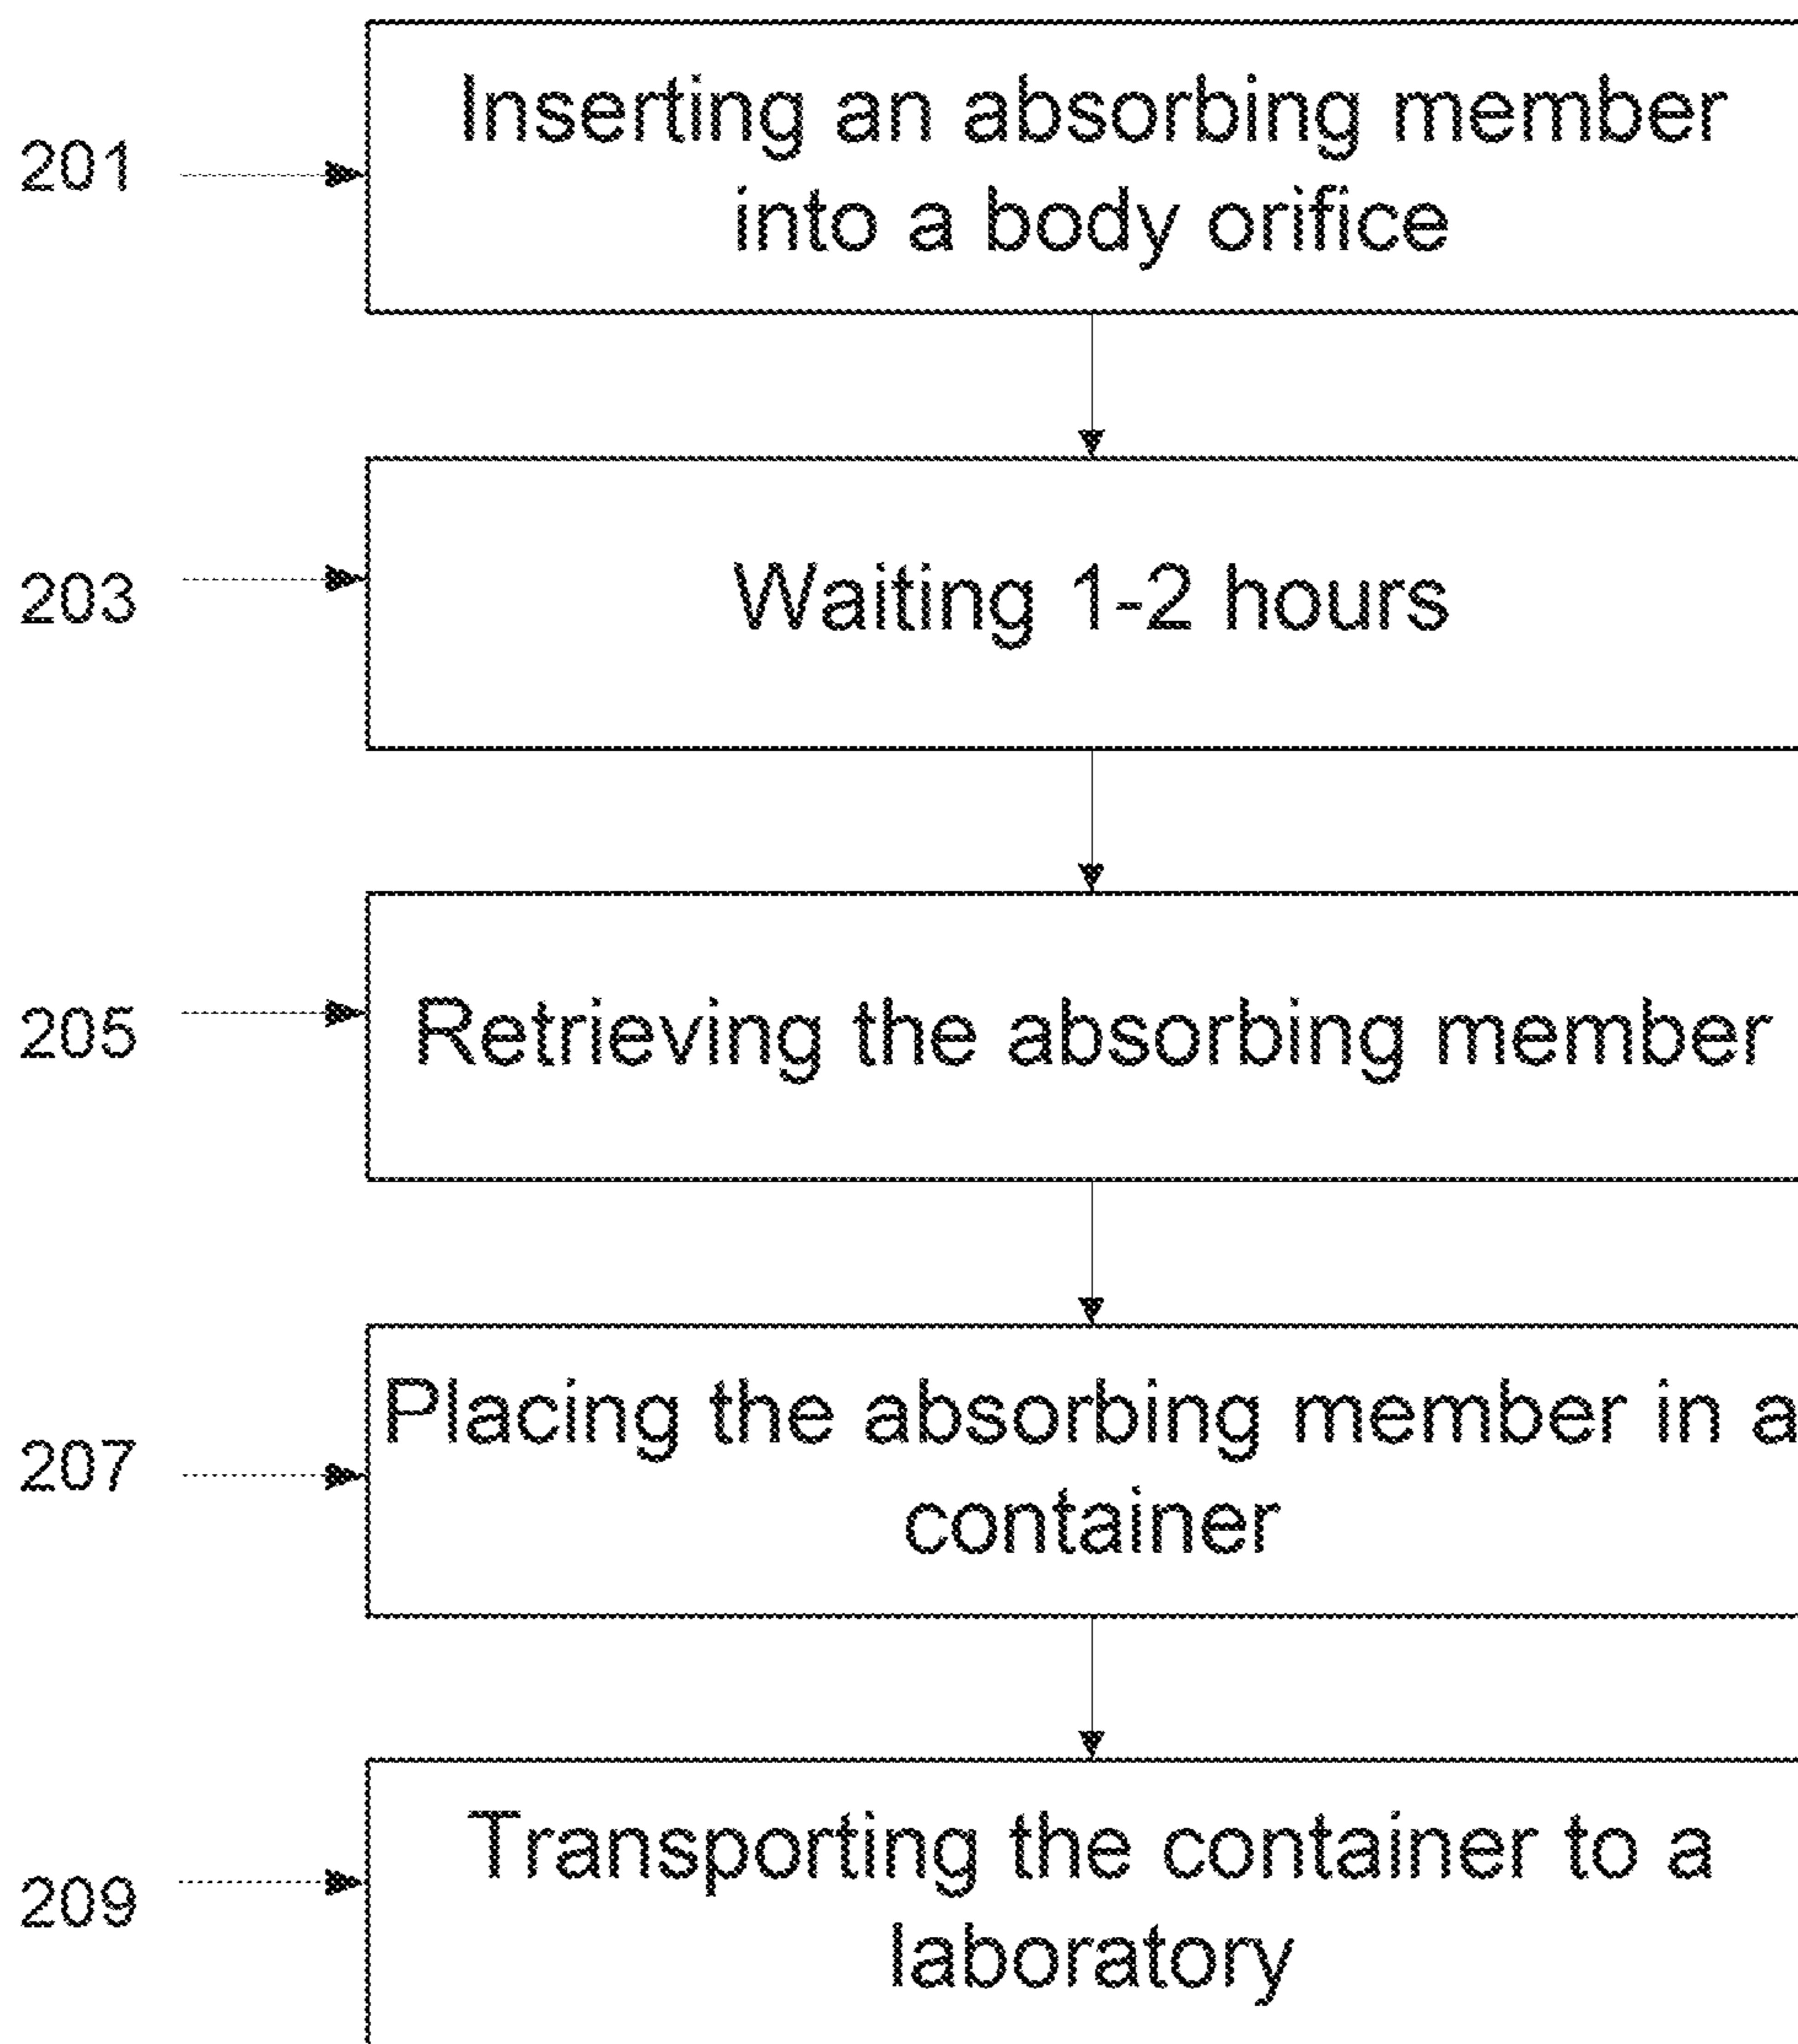 201
Inserting an absorbing member
into a body orifice
203
Waiting 1-2 hours
205
Retrieving the absorbing member
207
Placing the absorbing member in a
container
209
Transporting the container to a
laboratory